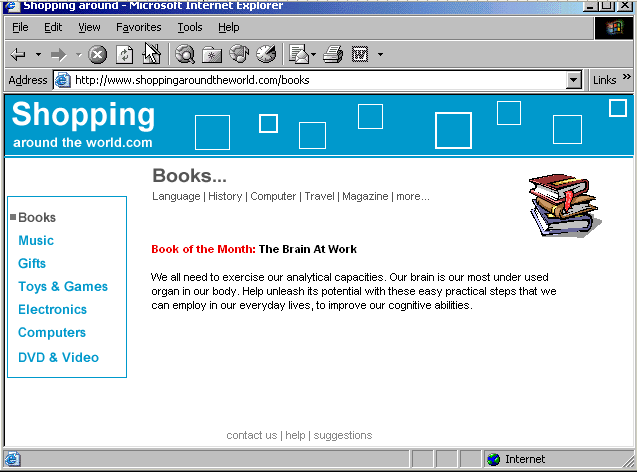 Shopping around - Microsoft Internet Explorer
File Edit View Favorites Tools Help
Address http://www.shoppingaroundtheworld.com/books Links »
Shopping
around the world.com
Books...
Language | History | Computer | Travel | Magazine | more...
Books
Music
Gifts
Toys & Games
Electronics
Computers
DVD & Video
Book of the Month: The Brain At Work
We all need to exercise our analytical capacities. Our brain is our most under used
organ in our body. Help unleash its potential with these easy practical steps that we
can employ in our everyday lives, to improve our cognitive abilities.
contact us | help | suggestions
Internet